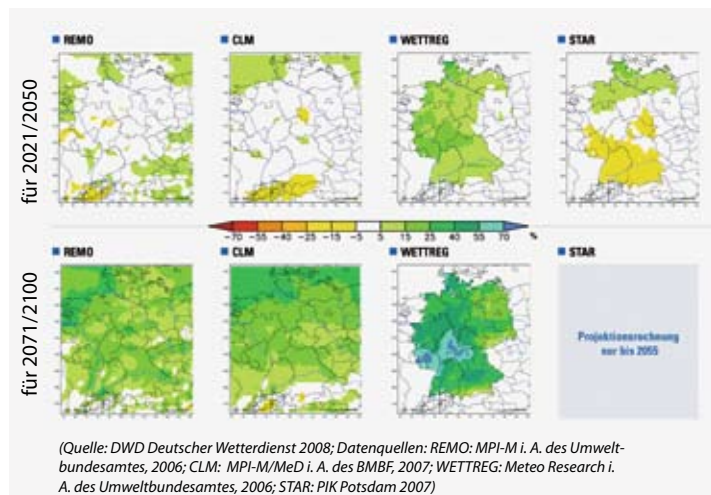 REMO CLM WETTREG STAR
für 2021/2050
-70 -55 -40 -25 -15 -5 5 15 25 40 55 70 %
REMO CLM WETTREG STAR
für 2071/2100
Projektionsrechnung
nur bis 2055
(Quelle: DWD Deutscher Wetterdienst 2008; Datenquellen: REMO: MPI-M i. A. des Umwelt-
bundesamtes, 2006; CLM: MPI-M/MeD i. A. des BMBF, 2007; WETTREG: Meteo Research i.
A. des Umweltbundesamtes, 2006; STAR: PIK Potsdam 2007)